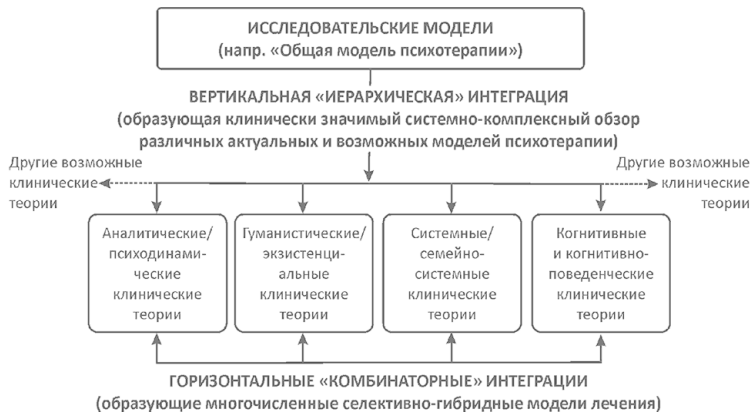 ИССЛЕДОВАТЕЛЬСКИЕ МОДЕЛИ
(напр. «Общая модель психотерапии»)
ВЕРТИКАЛЬНАЯ «ИЕРАРХИЧЕСКАЯ» ИНТЕГРАЦИЯ
(образующая клинически значимый системно-комплексный обзор
различных актуальных и возможных моделей психотерапии)
Другие возможные
клинические
теории
Другие возможные
клинические
теории
Аналитические/
психодинами-
ческие
клинические
теории
Гуманистические/
экзистенци-
альные
клинические
теории
Системные/
семейно-
системные
клинические
теории
Когнитивные
и когнитивно-
поведенческие
клинические
теории
ГОРИЗОНТАЛЬНЫЕ «КОМБИНАТОРНЫЕ» ИНТЕГРАЦИИ
(образующие многочисленные селективно-гибридные модели лечения)